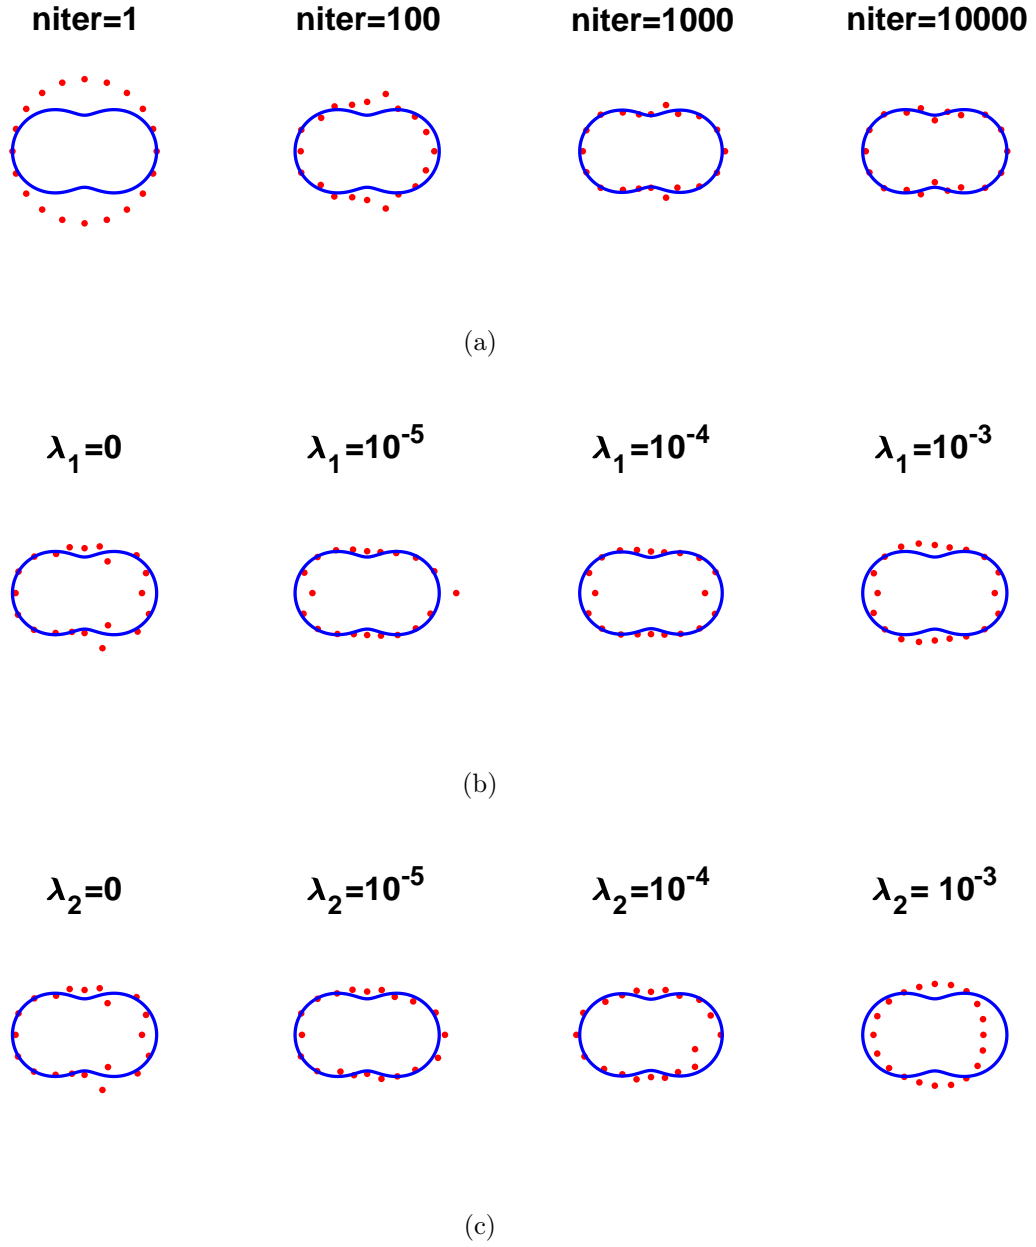 niter=1 niter=100 niter=1000 niter=10000
(a)
λ₁=0 λ₁=10⁻⁵ λ₁=10⁻⁴ λ₁=10⁻³
(b)
λ₂=0 λ₂=10⁻⁵ λ₂=10⁻⁴ λ₂= 10⁻³
(c)